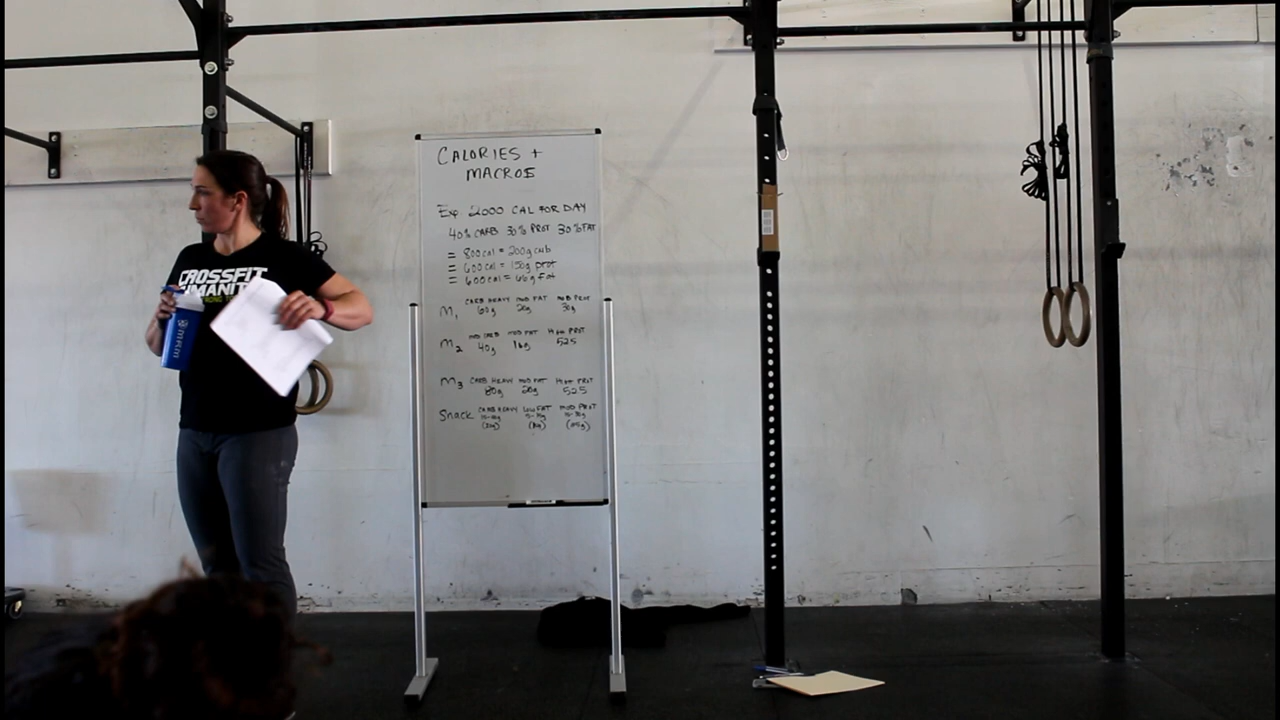 CROSSFIT
UMANIT
STRONG
CALORIES +
MACROS
Exp. 2000 CAL FOR DAY
40% CARB 30% PROT 30% FAT
= 800 cal = 200g carb
= 600 cal = 150g prot
= 600 cal = 66g fat
M1 CARB HEAVY MOD FAT MOD PROT
60g 20g 30g
M2 MOD CARB MOD FAT PROT
40g 16g 52.5
M3 CARB HEAVY MOD FAT PROT
80g 20g 52.5
Snack CARB HEAVY LOW FAT MOD PROT